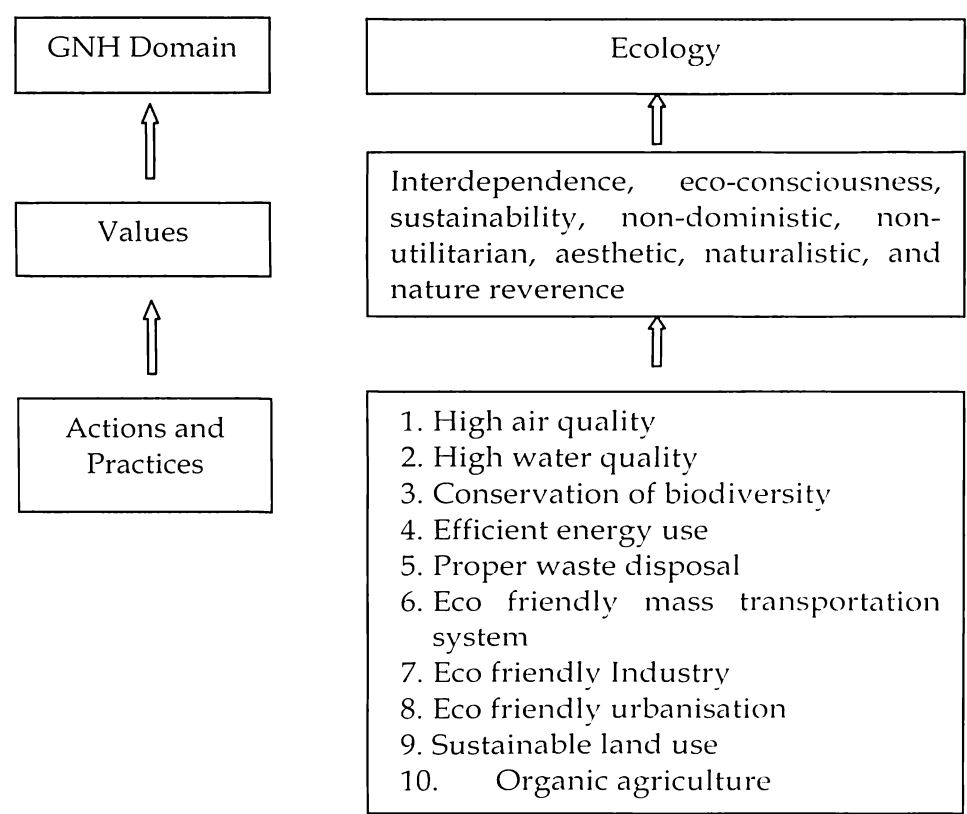 GNH Domain
Ecology
Values
Interdependence, eco-consciousness,
sustainability, non-doministic, non-
utilitarian, aesthetic, naturalistic, and
nature reverence
Actions and
Practices
1. High air quality
2. High water quality
3. Conservation of biodiversity
4. Efficient energy use
5. Proper waste disposal
6. Eco friendly mass transportation
system
7. Eco friendly Industry
8. Eco friendly urbanisation
9. Sustainable land use
10. Organic agriculture